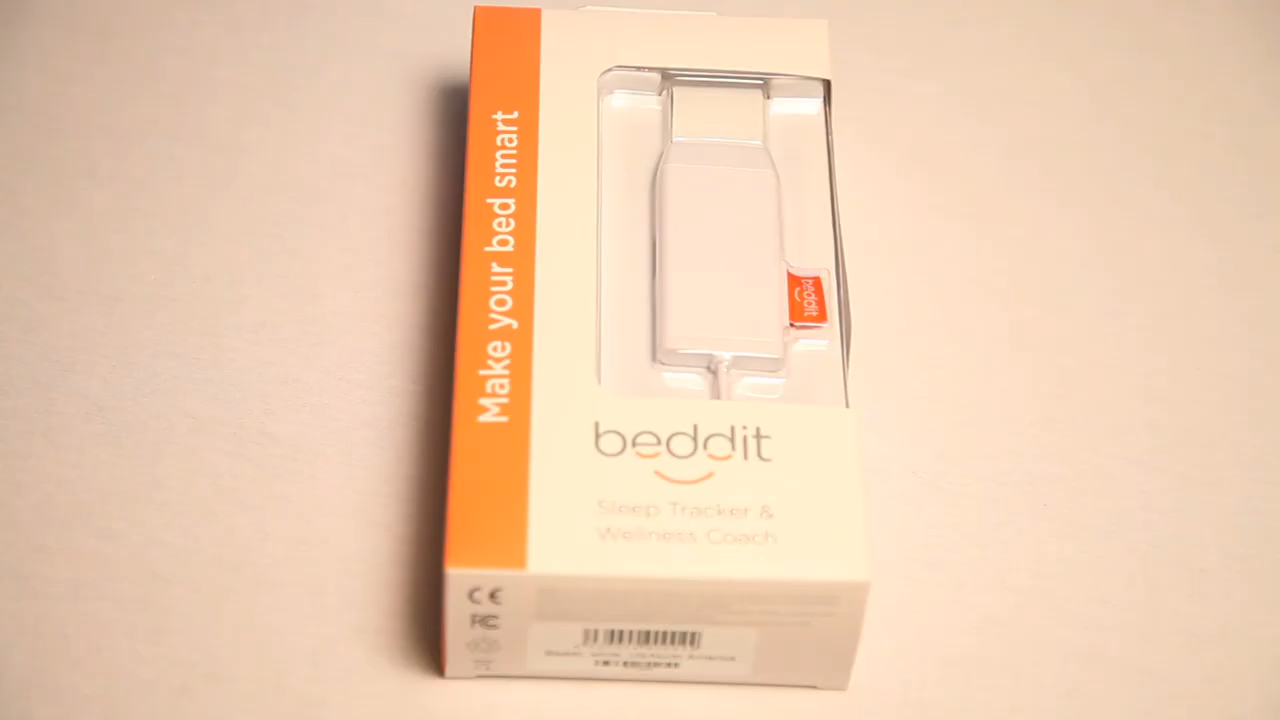 Make your bed smart
beddit
beddit
Sleep Tracker &
Wellness Coach
CE
FC